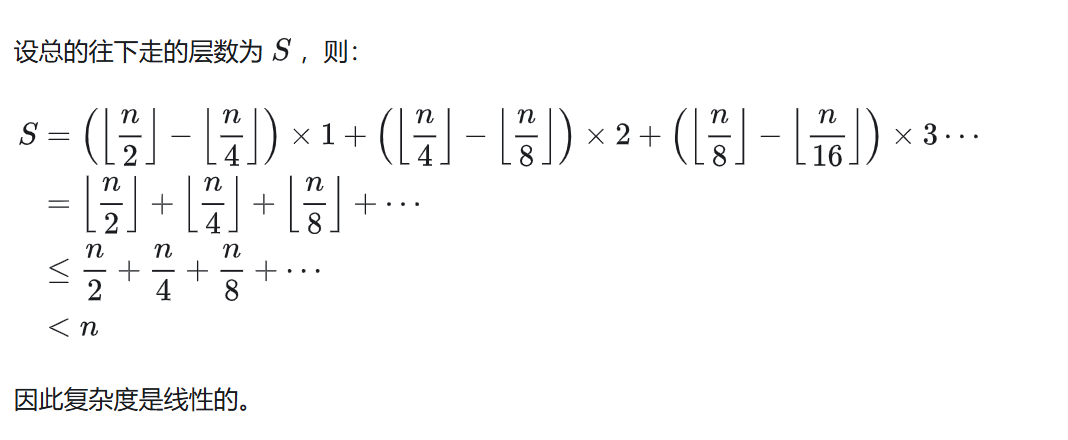 设总的往下走的层数为 S ，则：
S = (⌊n/2⌋ − ⌊n/4⌋) × 1 + (⌊n/4⌋ − ⌊n/8⌋) × 2 + (⌊n/8⌋ − ⌊n/16⌋) × 3 ⋯
= ⌊n/2⌋ + ⌊n/4⌋ + ⌊n/8⌋ + ⋯
≤ n/2 + n/4 + n/8 + ⋯
< n
因此复杂度是线性的。